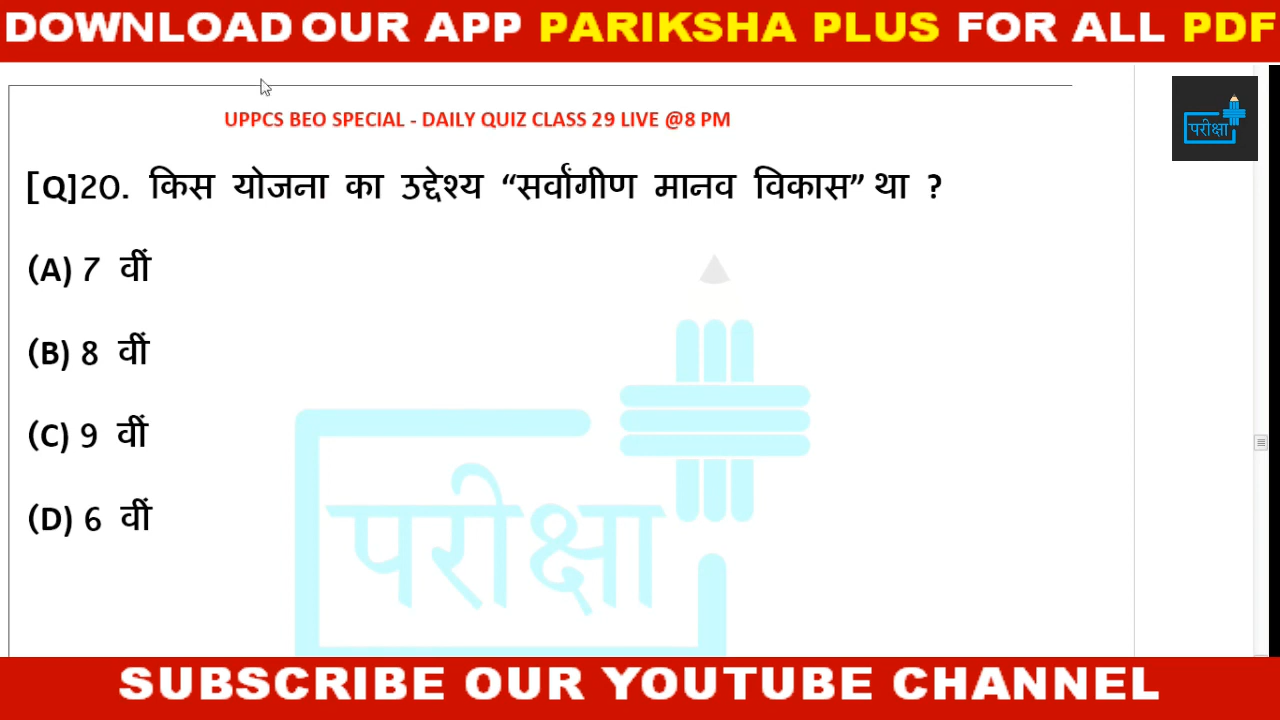 DOWNLOAD OUR APP PARIKSHA PLUS FOR ALL PDF
UPPCS BEO SPECIAL - DAILY QUIZ CLASS 29 LIVE @8 PM
परीक्षा
[Q]20. किस योजना का उद्देश्य “सर्वांगीण मानव विकास” था ?
(A) 7 वीं
(B) 8 वीं
(C) 9 वीं
(D) 6 वीं
परीक्षा
SUBSCRIBE OUR YOUTUBE CHANNEL